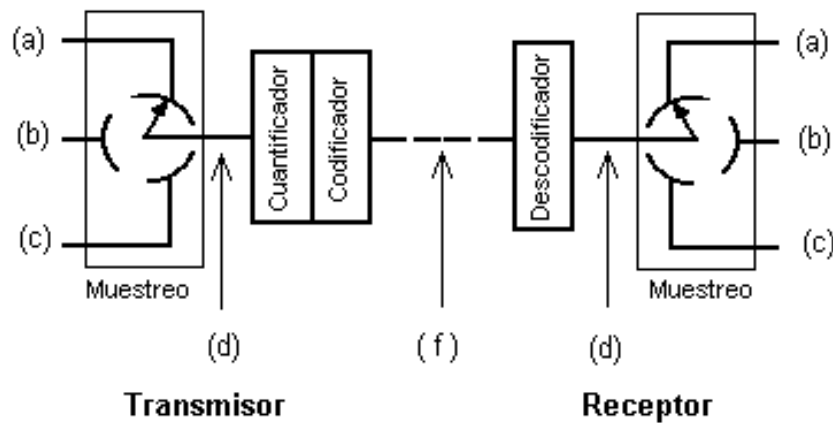 (a)
(b)
(c)
Muestreo
(d)
Cuantificador
Codificador
( f )
Descodificador
(d)
(a)
(b)
(c)
Muestreo
Transmisor
Receptor